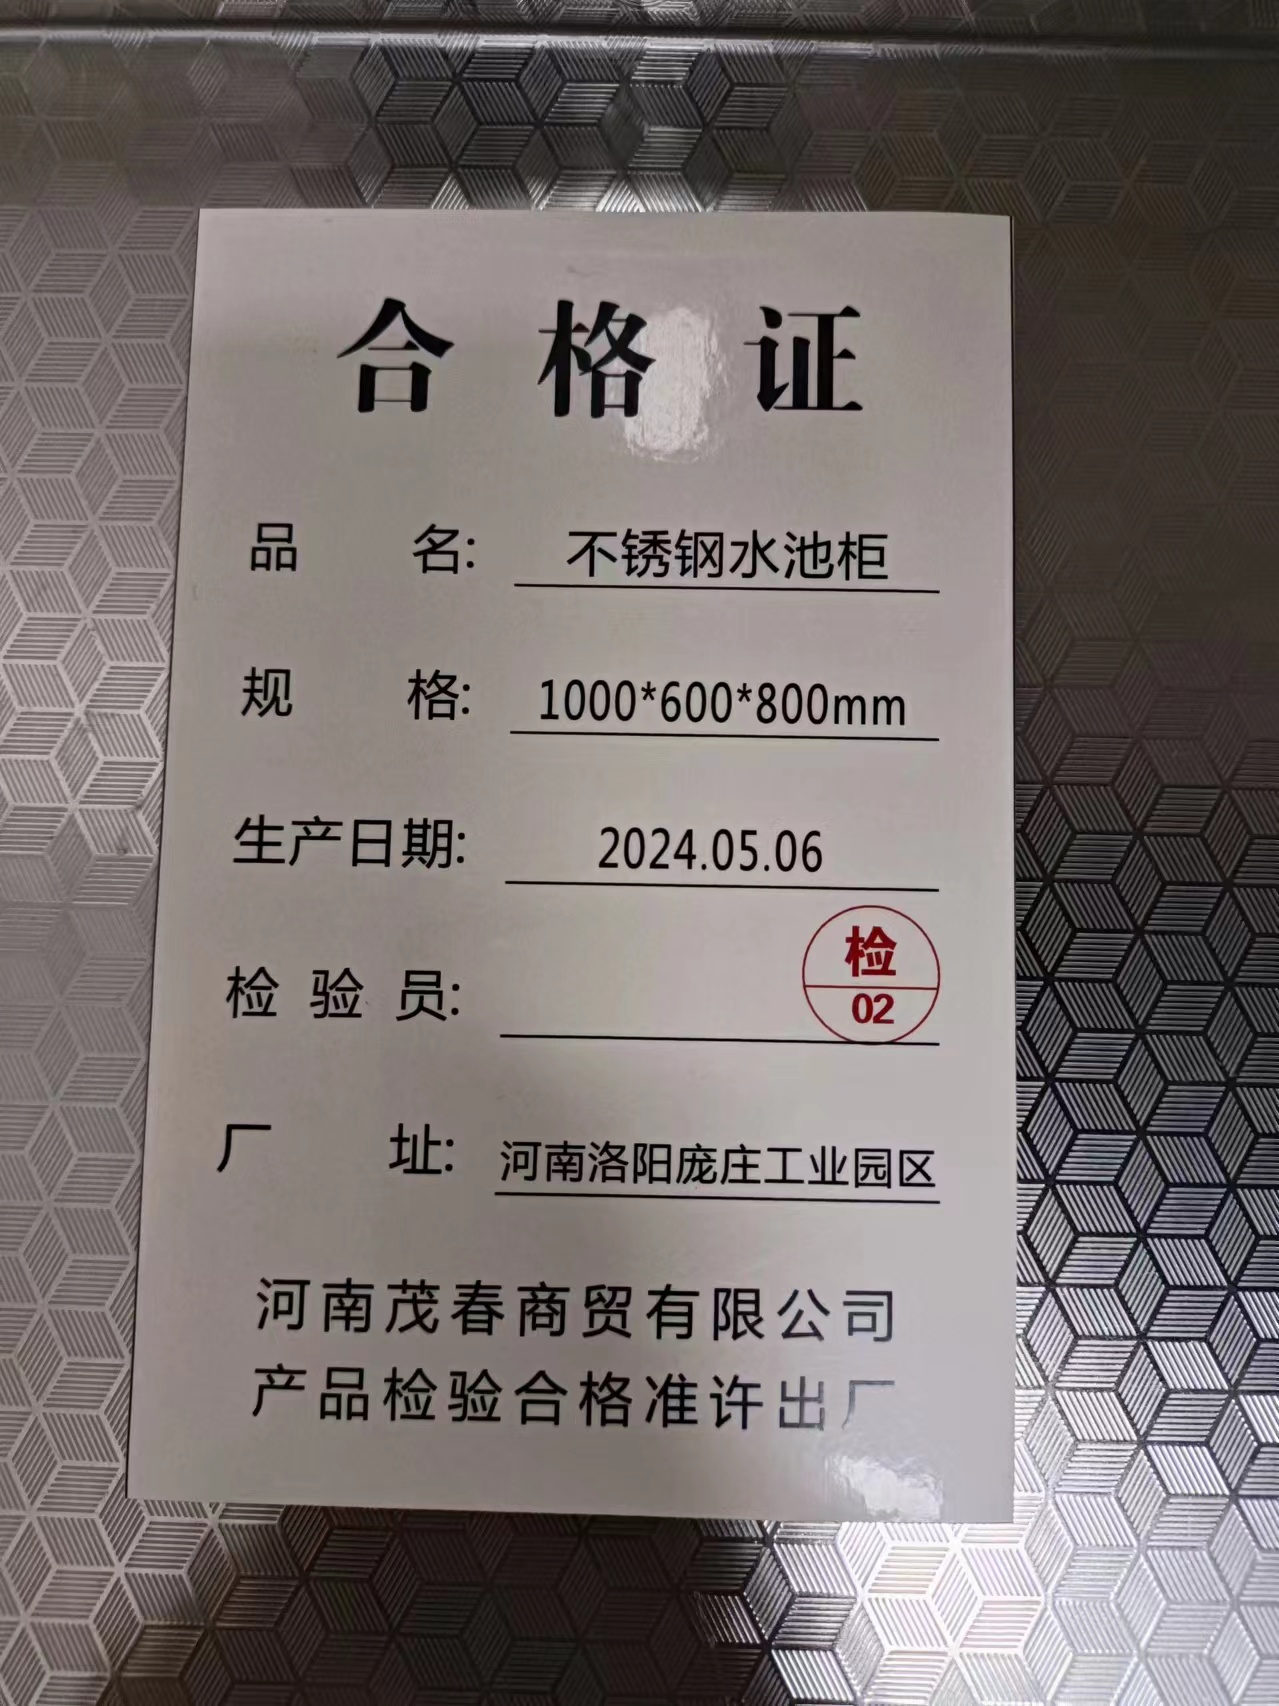 合格证
品名: 不锈钢水池柜
规格: 1000*600*800mm
生产日期: 2024.05.06
检验员: 检 02
厂址: 河南洛阳庞庄工业园区
河南茂春商贸有限公司
产品检验合格准许出厂